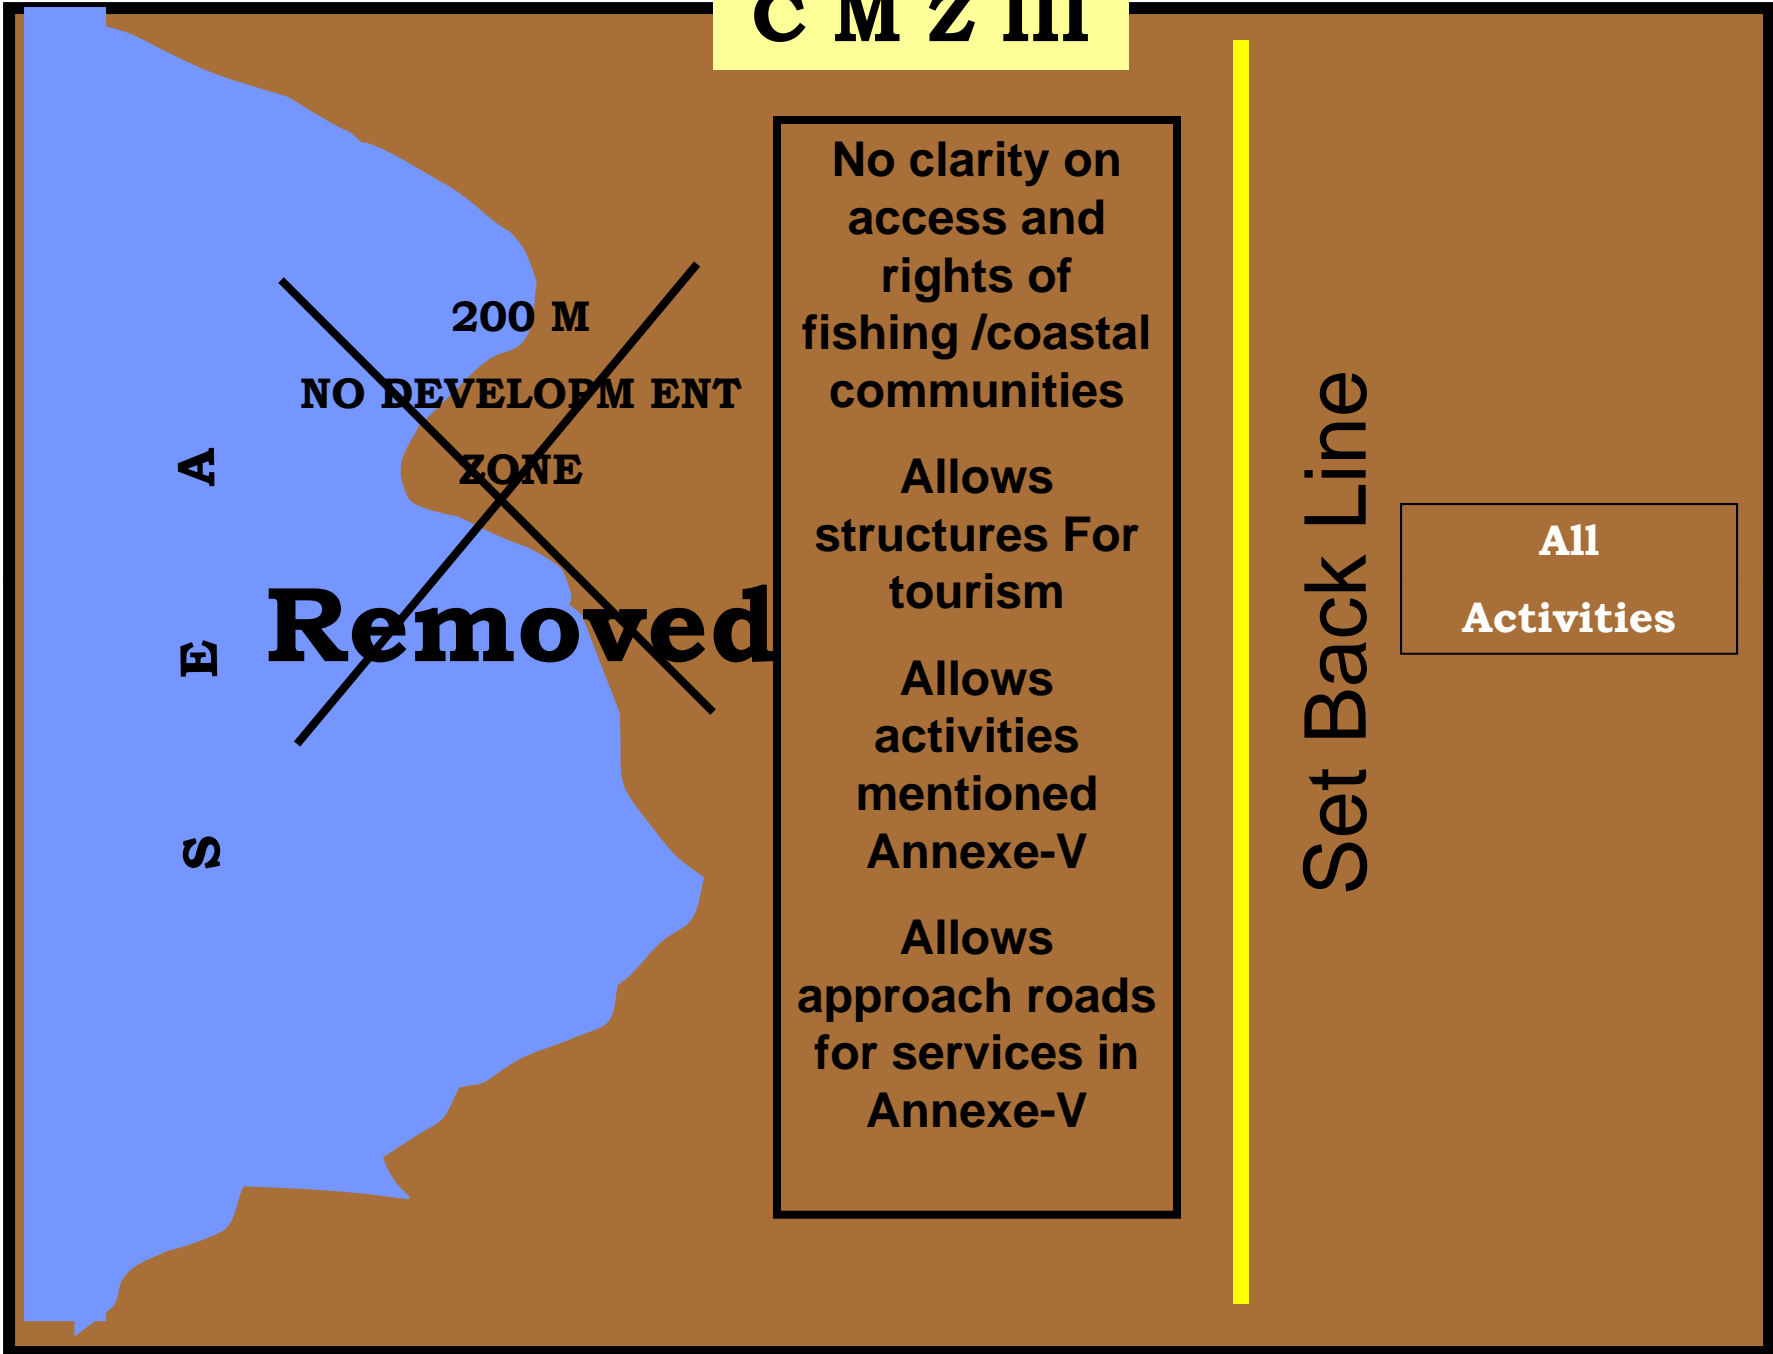 C M Z III
200 M
NO DEVELOPM ENT
ZONE
Removed
S E A
No clarity on
access and
rights of
fishing /coastal
communities
Allows
structures For
tourism
Allows
activities
mentioned
Annexe-V
Allows
approach roads
for services in
Annexe-V
Set Back Line
All
Activities